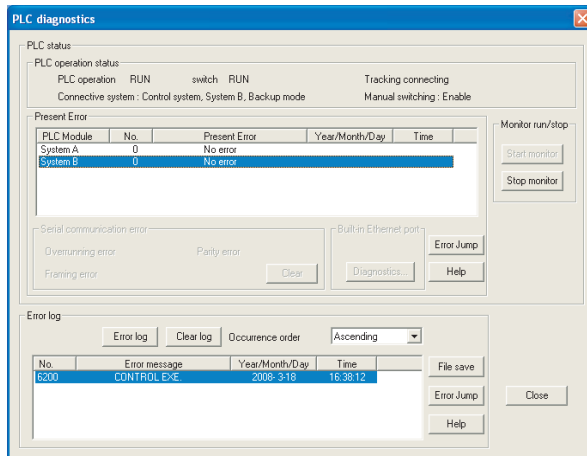 PLC diagnostics
PLC status
PLC operation status
PLC operation RUN switch RUN Tracking connecting
Connective system : Control system, System B, Backup mode Manual switching : Enable
Present Error
Monitor run/stop
PLC Module No. Present Error Year/Month/Day Time
System A 0 No error
System B 0 No error
Start monitor
Stop monitor
Serial communication error
Built-in Ethernet port
Overrunning error Parity error
Error Jump
Framing error
Clear
Diagnostics...
Help
Error log
Error log Clear log Occurrence order Ascending
No. Error message Year/Month/Day Time
6200 CONTROL EXE. 2008- 3-18 16:38:12
File save
Error Jump
Close
Help